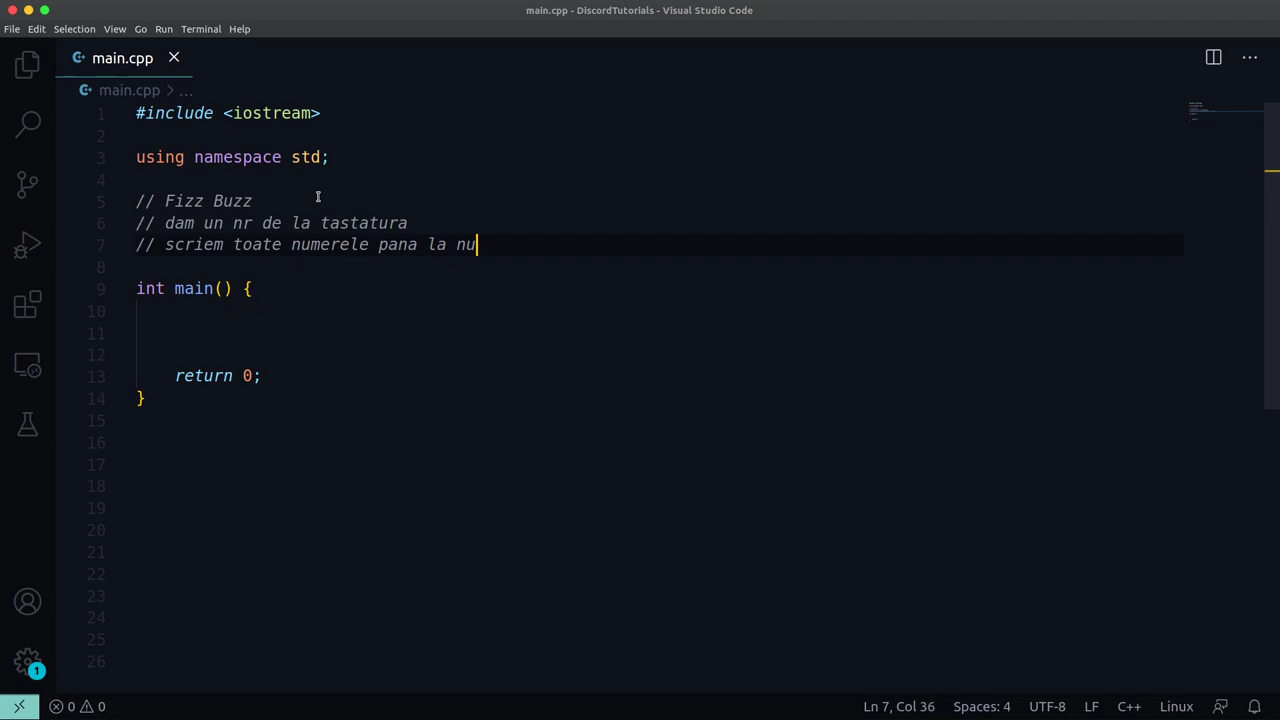 main.cpp - DiscordTutorials - Visual Studio Code
File Edit Selection View Go Run Terminal Help
main.cpp
main.cpp > ...
1 #include <iostream>
2
3 using namespace std;
4
5 // Fizz Buzz
6 // dam un nr de la tastatura
7 // scriem toate numerele pana la nu
8
9 int main() {
10
11
12
13 return 0;
14 }
15
16
17
18
19
20
21
22
23
24
25
26
1
0 0 Ln 7, Col 36 Spaces: 4 UTF-8 LF C++ Linux